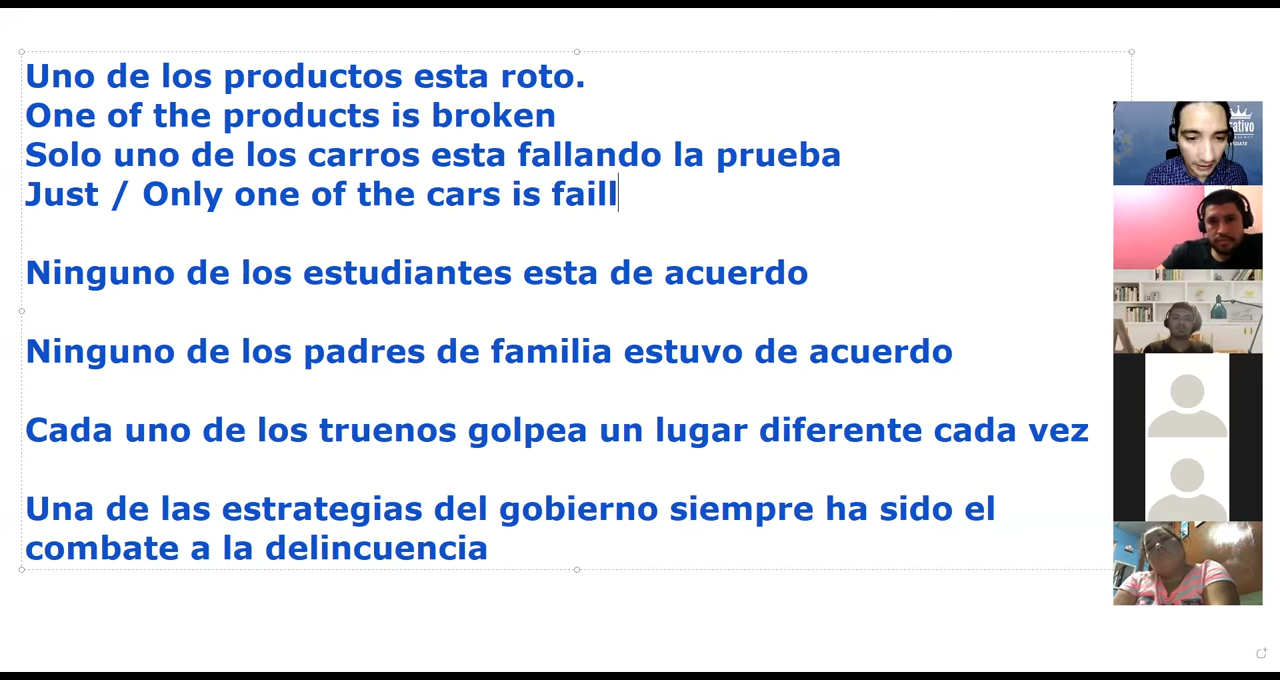 Uno de los productos esta roto.
One of the products is broken
Solo uno de los carros esta fallando la prueba
Just / Only one of the cars is faill
Ninguno de los estudiantes esta de acuerdo
Ninguno de los padres de familia estuvo de acuerdo
Cada uno de los truenos golpea un lugar diferente cada vez
Una de las estrategias del gobierno siempre ha sido el
combate a la delincuencia